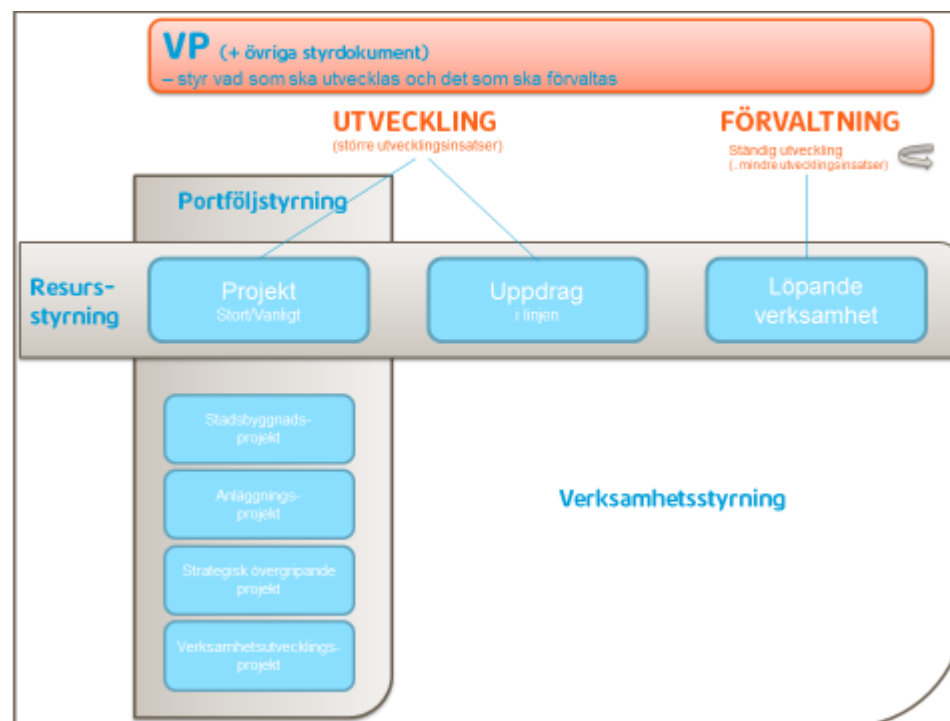 VP (+ övriga styrdokument)
– styr vad som ska utvecklas och det som ska förvaltas
UTVECKLING
(större utvecklingsinsatser)
FÖRVALTNING
Ständig utveckling
(..mindre utvecklingsinsatser)
Portföljstyrning
Resurs-
styrning
Projekt
Stort/Vanligt
Uppdrag
i linjen
Löpande
verksamhet
Stadsbyggnads-
projekt
Anläggnings-
projekt
Strategisk övergripande
projekt
Verksamhetsutvecklings-
projekt
Verksamhetsstyrning